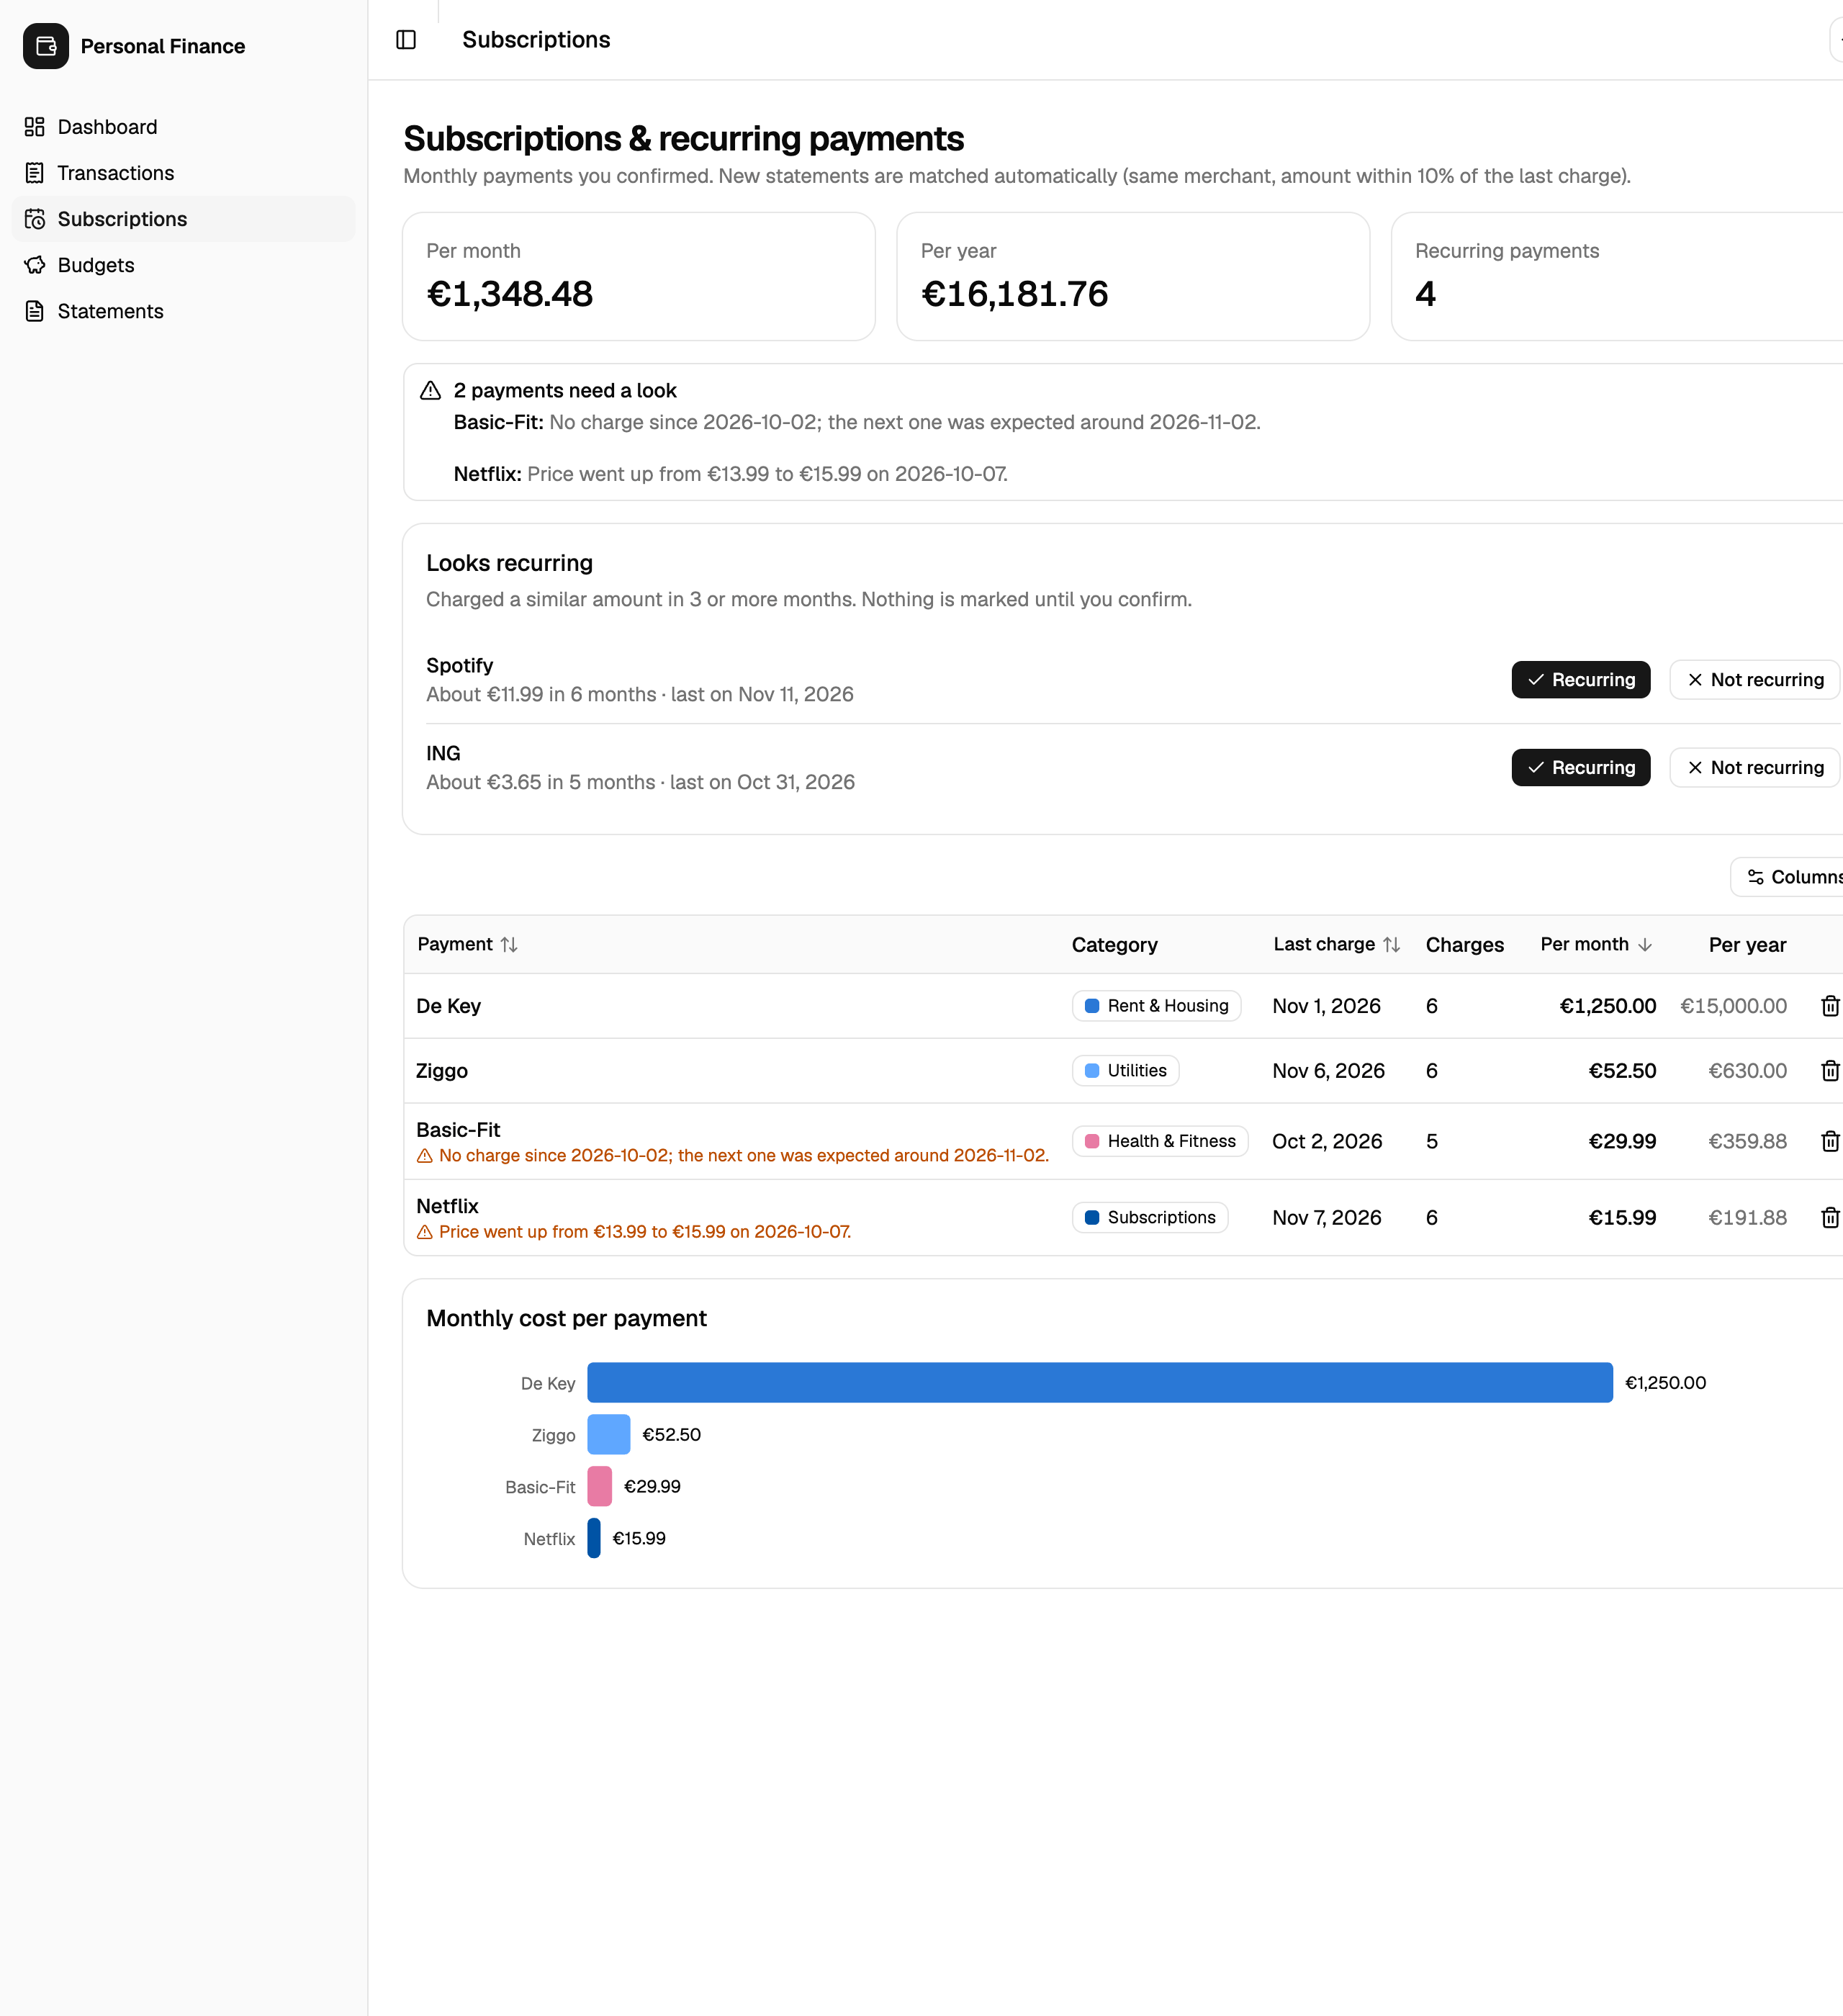 Personal Finance
Dashboard
Transactions
Subscriptions
Budgets
Statements
Subscriptions
Subscriptions & recurring payments
Monthly payments you confirmed. New statements are matched automatically (same merchant, amount within 10% of the last charge).
Per month
€1,348.48
Per year
€16,181.76
Recurring payments
4
2 payments need a look
Basic-Fit: No charge since 2026-10-02; the next one was expected around 2026-11-02.
Netflix: Price went up from €13.99 to €15.99 on 2026-10-07.
Looks recurring
Charged a similar amount in 3 or more months. Nothing is marked until you confirm.
Spotify
About €11.99 in 6 months · last on Nov 11, 2026
Recurring
Not recurring
ING
About €3.65 in 5 months · last on Oct 31, 2026
Recurring
Not recurring
Columns
Payment Category Last charge Charges Per month Per year
De Key Rent & Housing Nov 1, 2026 6 €1,250.00 €15,000.00
Ziggo Utilities Nov 6, 2026 6 €52.50 €630.00
Basic-Fit
No charge since 2026-10-02; the next one was expected around 2026-11-02.
Health & Fitness Oct 2, 2026 5 €29.99 €359.88
Netflix
Price went up from €13.99 to €15.99 on 2026-10-07.
Subscriptions Nov 7, 2026 6 €15.99 €191.88
Monthly cost per payment
De Key €1,250.00
Ziggo €52.50
Basic-Fit €29.99
Netflix €15.99